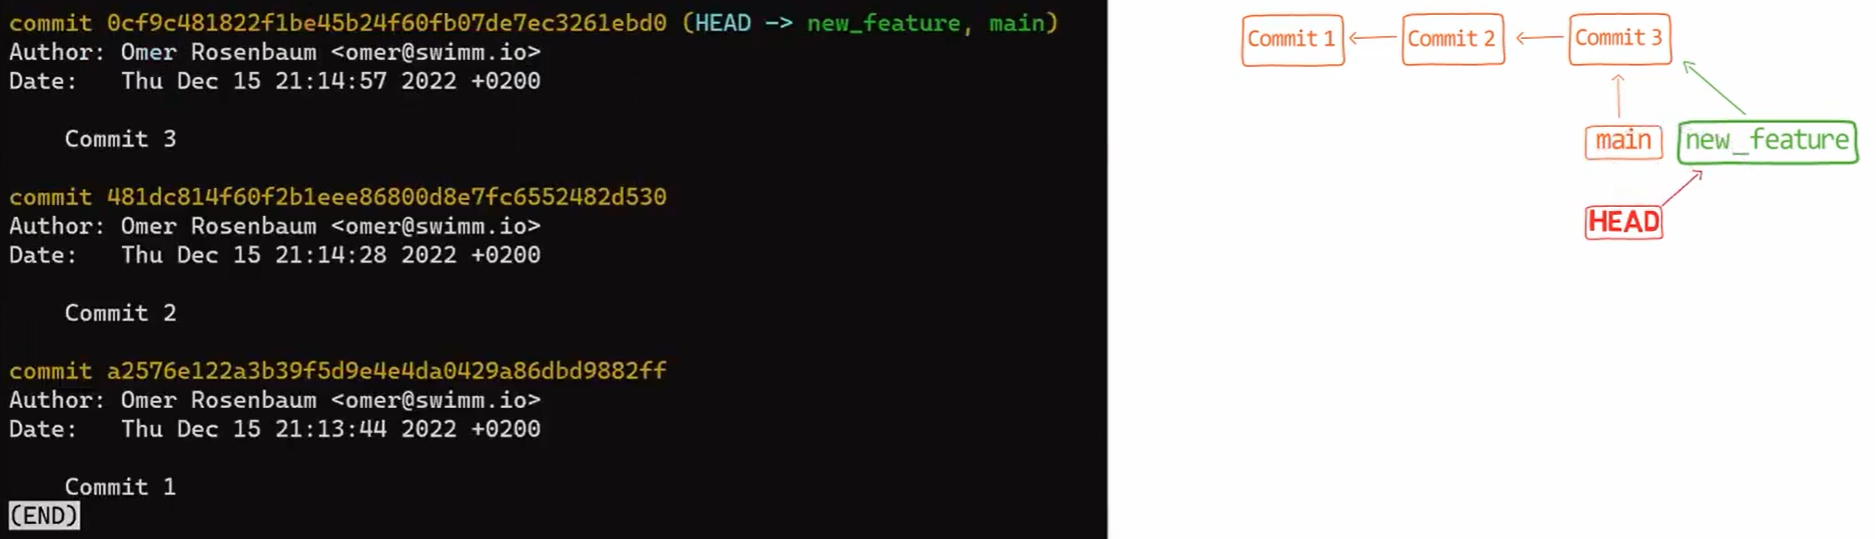 commit 0cf9c481822f1be45b24f60fb07de7ec3261ebd0 (HEAD -> new_feature, main)
Author: Omer Rosenbaum <omer@swimm.io>
Date:   Thu Dec 15 21:14:57 2022 +0200
Commit 3
commit 481dc814f60f2b1eee86800d8e7fc6552482d530
Author: Omer Rosenbaum <omer@swimm.io>
Date:   Thu Dec 15 21:14:28 2022 +0200
Commit 2
commit a2576e122a3b39f5d9e4e4da0429a86dbd9882ff
Author: Omer Rosenbaum <omer@swimm.io>
Date:   Thu Dec 15 21:13:44 2022 +0200
Commit 1
(END)
Commit 1
Commit 2
Commit 3
main
new_feature
HEAD